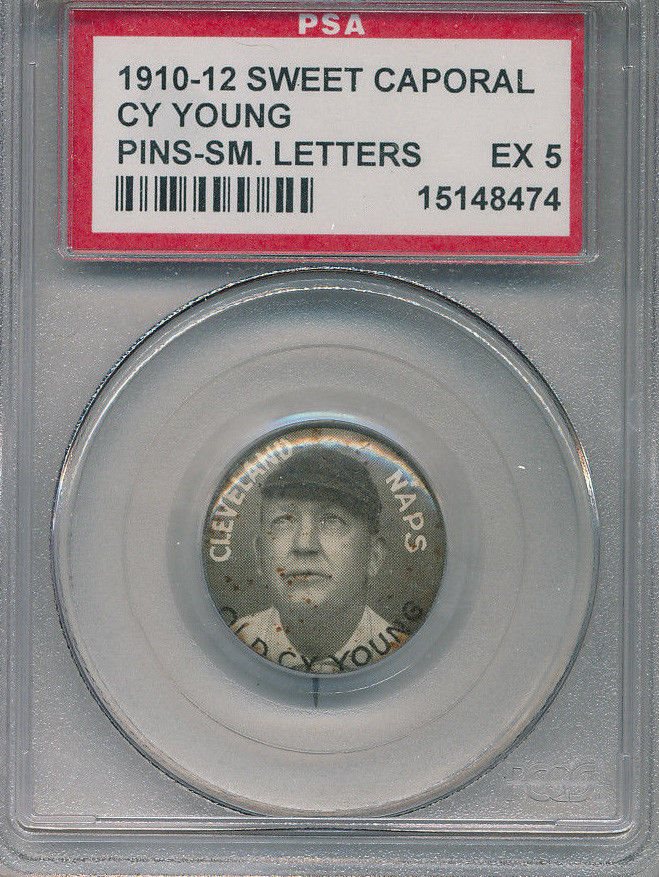 PSA
1910-12 SWEET CAPORAL
CY YOUNG
PINS-SM. LETTERS EX 5
15148474
CLEVELAND NAPS
OLD CY YOUNG